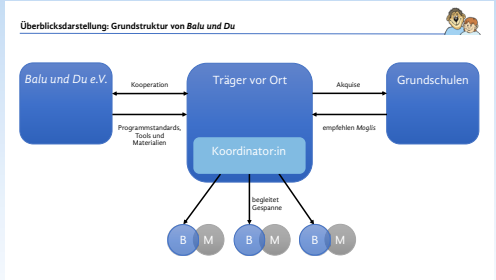 Überblicksdarstellung: Grundstruktur von Balu und Du
Balu und Du e.V.
Kooperation
Programmstandards,
Tools und
Materialien
Träger vor Ort
Koordinator:in
Akquise
empfehlen Moglis
Grundschulen
begleitet
Gespanne
B M
B M
B M